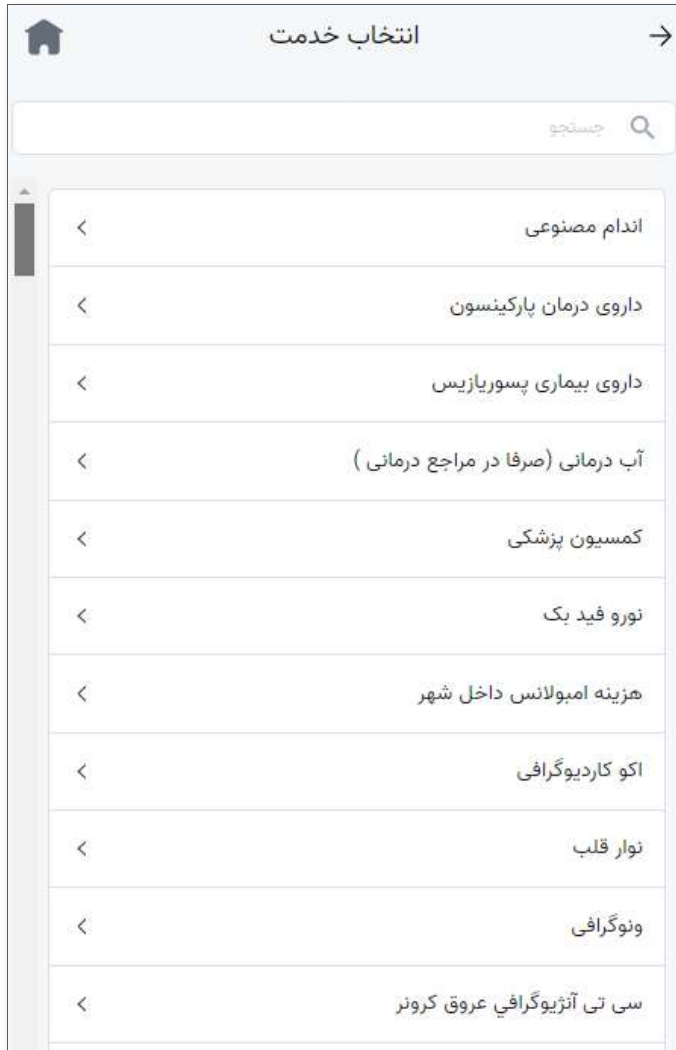 انتخاب خدمت
جستجو
اندام مصنوعی
داروی درمان پارکینسون
داروی بیماری پسوریازیس
آب درمانی (صرفا در مراجع درمانی )
کمسیون پزشکی
نورو فید بک
هزینه امبولانس داخل شهر
اکو کاردیوگرافی
نوار قلب
ونوگرافی
سی تی آنژیوگرافي عروق کرونر